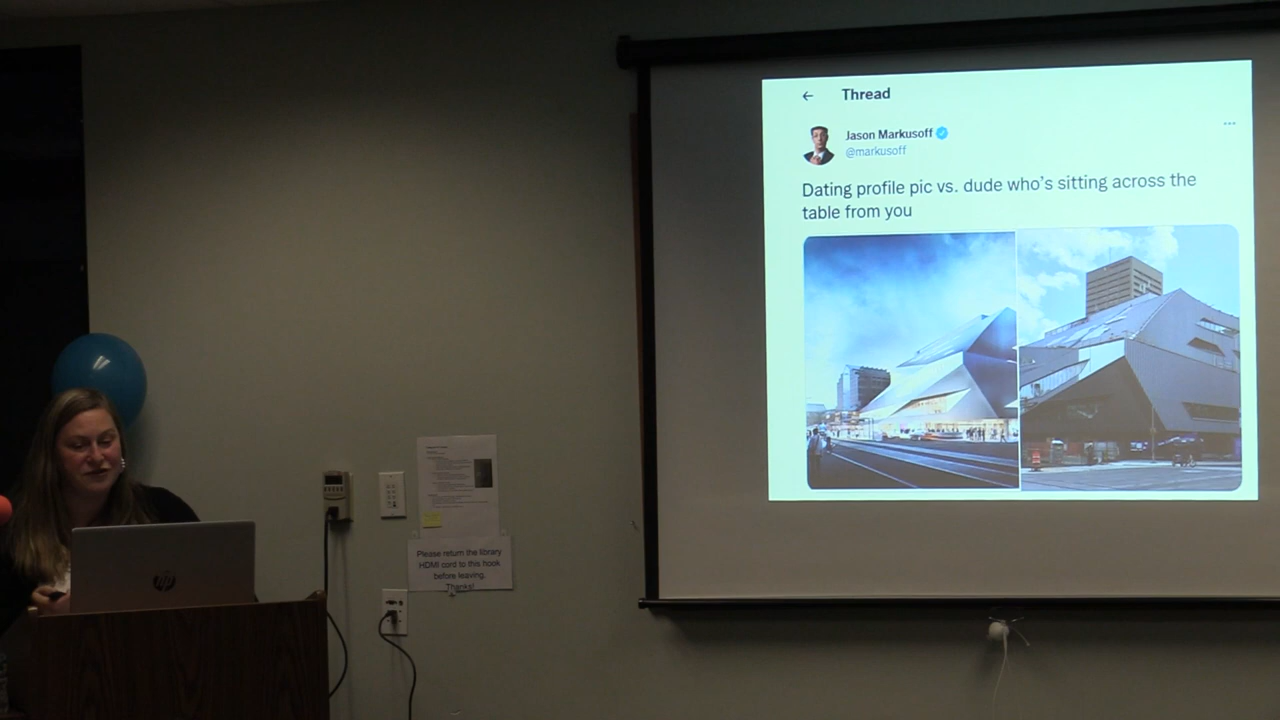 Thread
Jason Markusoff
@markusoff
Dating profile pic vs. dude who's sitting across the
table from you
Please return the library
HDMI cord to this hook
before leaving.
Thanks!
hp